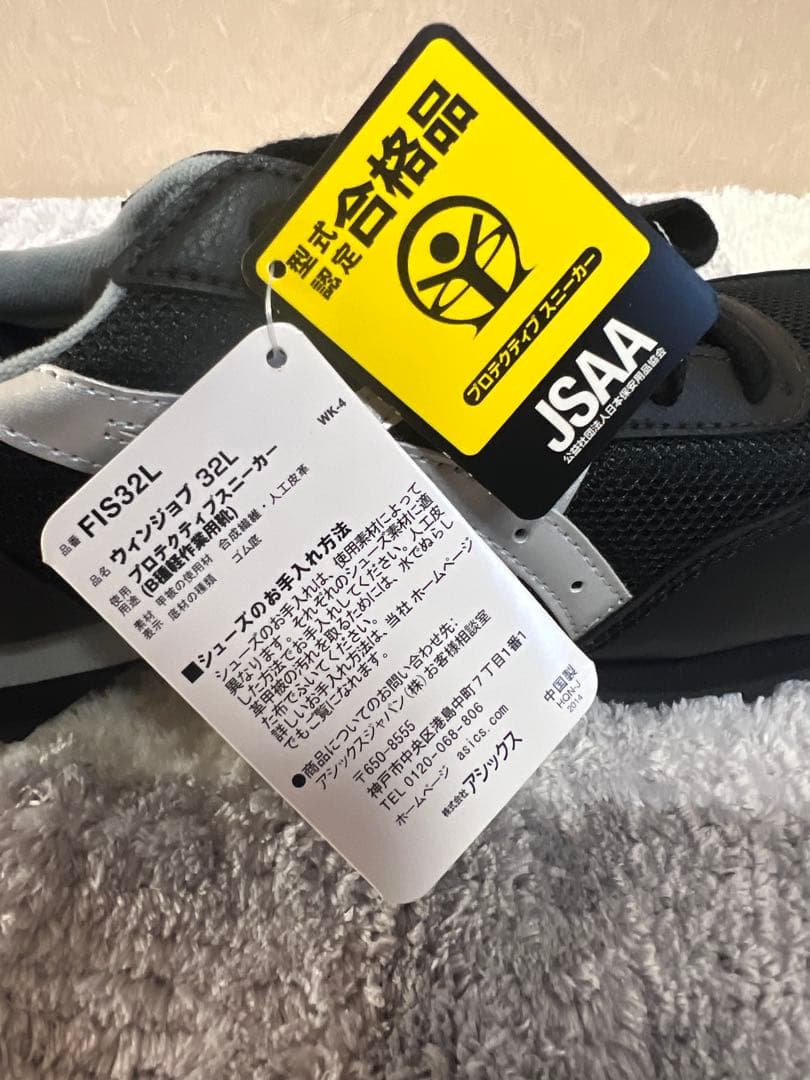 型式
認定
合格品
プロテクティブ スニーカー
JSAA
公益社団法人日本保安用品協会
WK-4
品番 FIS32L
品名 ウィンジョブ 32L
使用 プロテクティブスニーカー
用途 (B種軽作業用靴)
素材 甲被の使用材 合成繊維・人工皮革
表示 底材の種類 ゴム底
■シューズのお手入れ方法
シューズのお手入れは、使用素材によって
異なります。それぞれのシューズ素材に適
した方法でお手入れしてください。人工皮
革甲被の汚れを取るためには、水でぬらし
た布でふいてください。
詳しいお手入れ方法は、当社 ホームページ
でもご覧になれます。
●商品についてのお問い合わせ先:
アシックスジャパン(株)お客様相談室
〒650-8555
神戸市中央区港島中町7丁目1番1
TEL 0120-068-806
ホームページ asics.com
株式会社 アシックス
中国製
HQN-J
2014